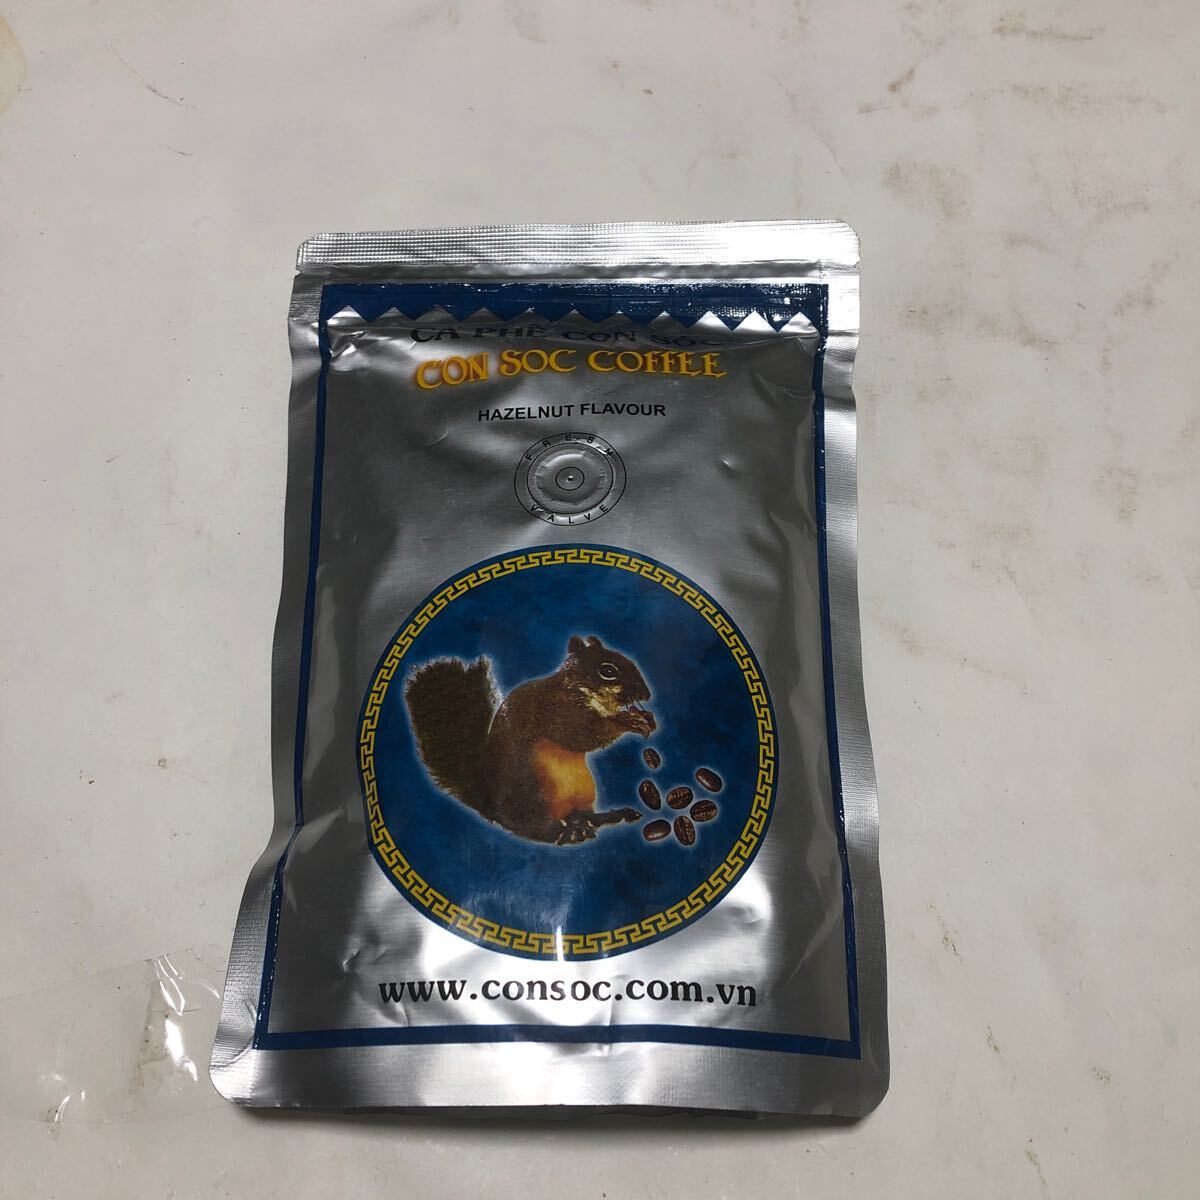 CÀ PHÊ CON SÓC
CON SOC COFFEE
HAZELNUT FLAVOUR
FRESH
VALVE
www.consoc.com.vn